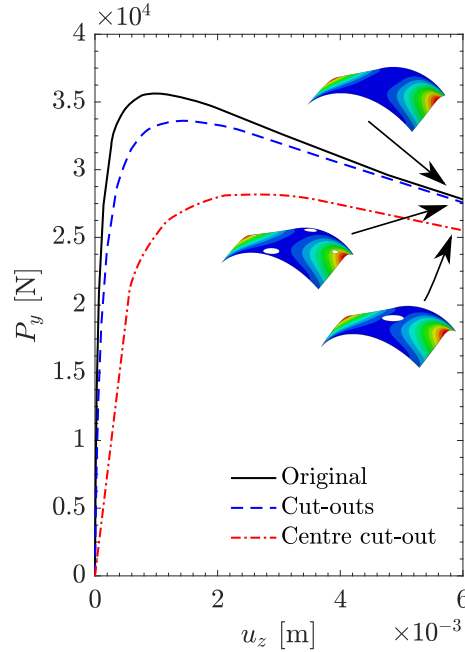 ×10⁴
4
3.5
3
2.5
2
1.5
1
0.5
0
P_y [N]
Original
Cut-outs
Centre cut-out
0 2 4 6
u_z [m] ×10⁻³